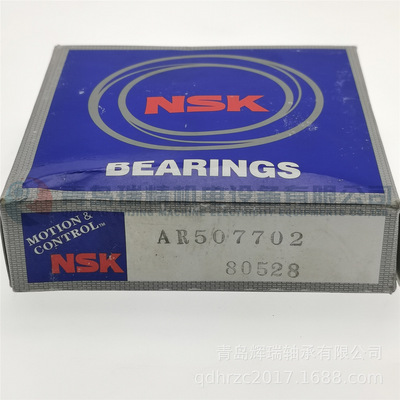 NSK
BEARINGS
MOTION &
CONTROL™
NSK
AR507702
80528
青岛辉瑞轴承有限公司
qdhrzc2017.1688.com